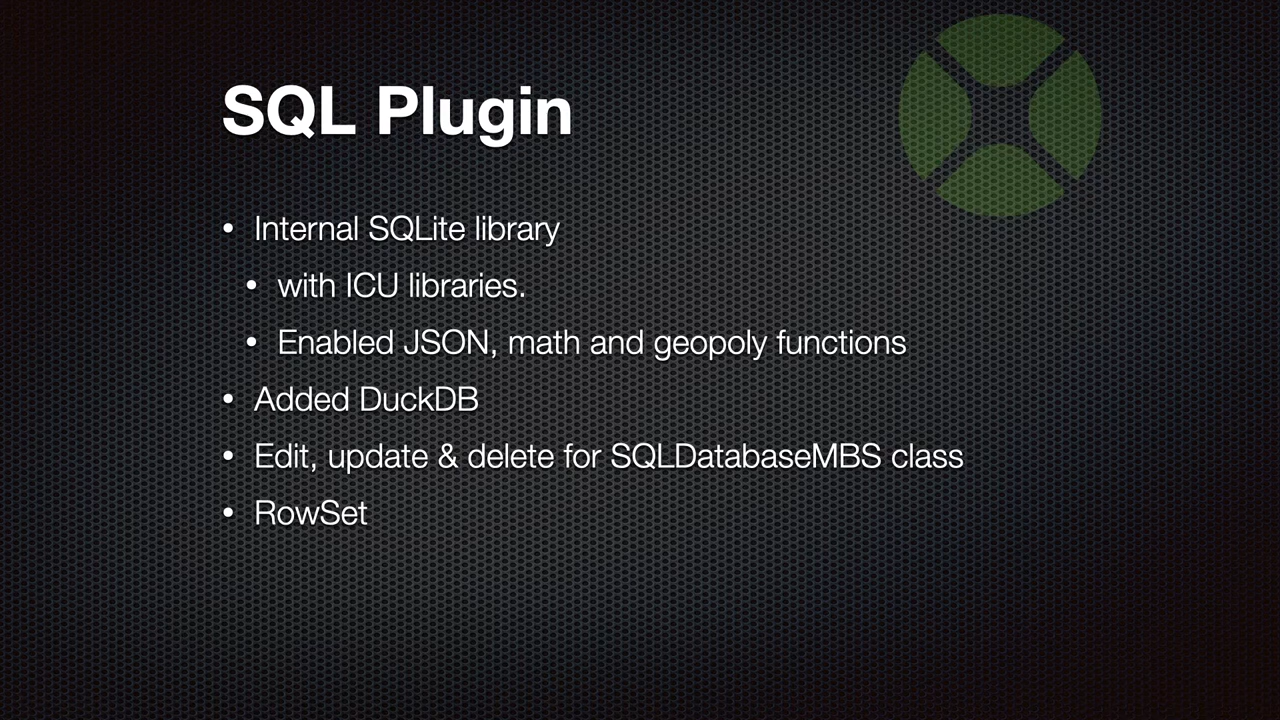 SQL Plugin
• Internal SQLite library
• with ICU libraries.
• Enabled JSON, math and geopoly functions
• Added DuckDB
• Edit, update & delete for SQLDatabaseMBS class
• RowSet